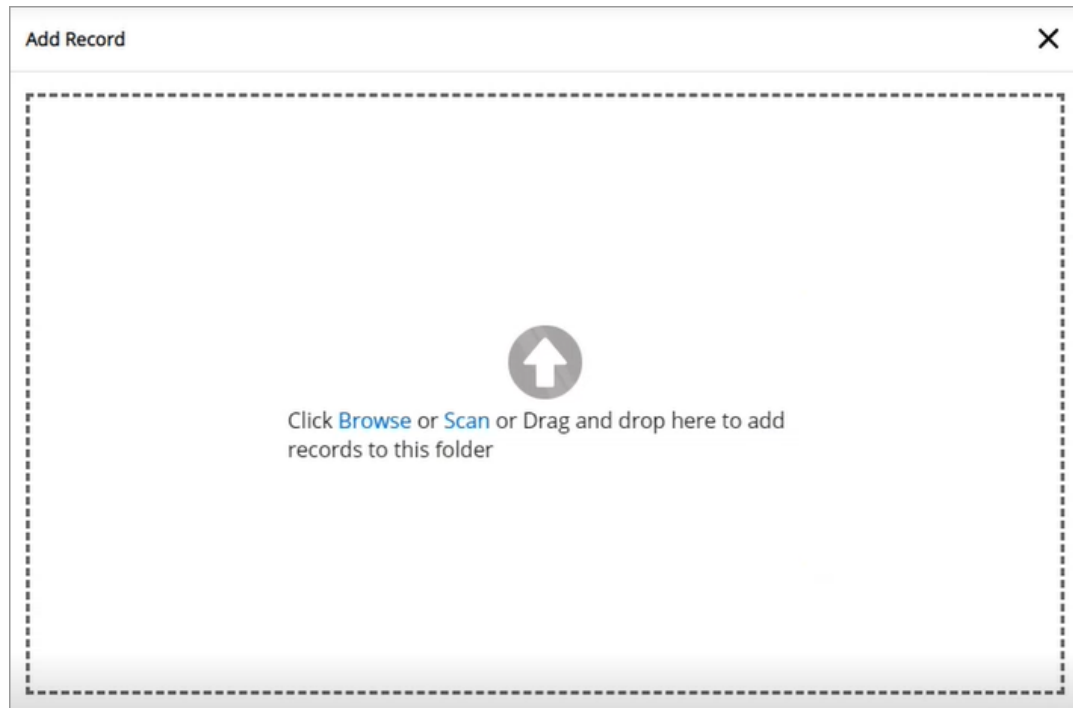 Add Record
Click Browse or Scan or Drag and drop here to add
records to this folder